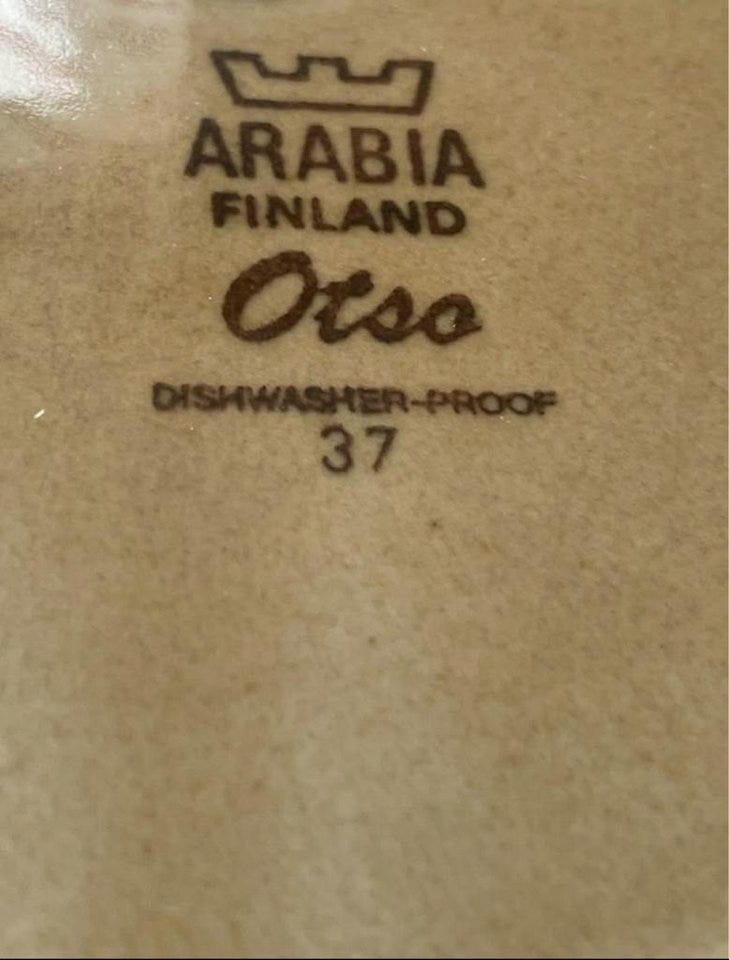 ARABIA
FINLAND
Otso
DISHWASHER-PROOF
37